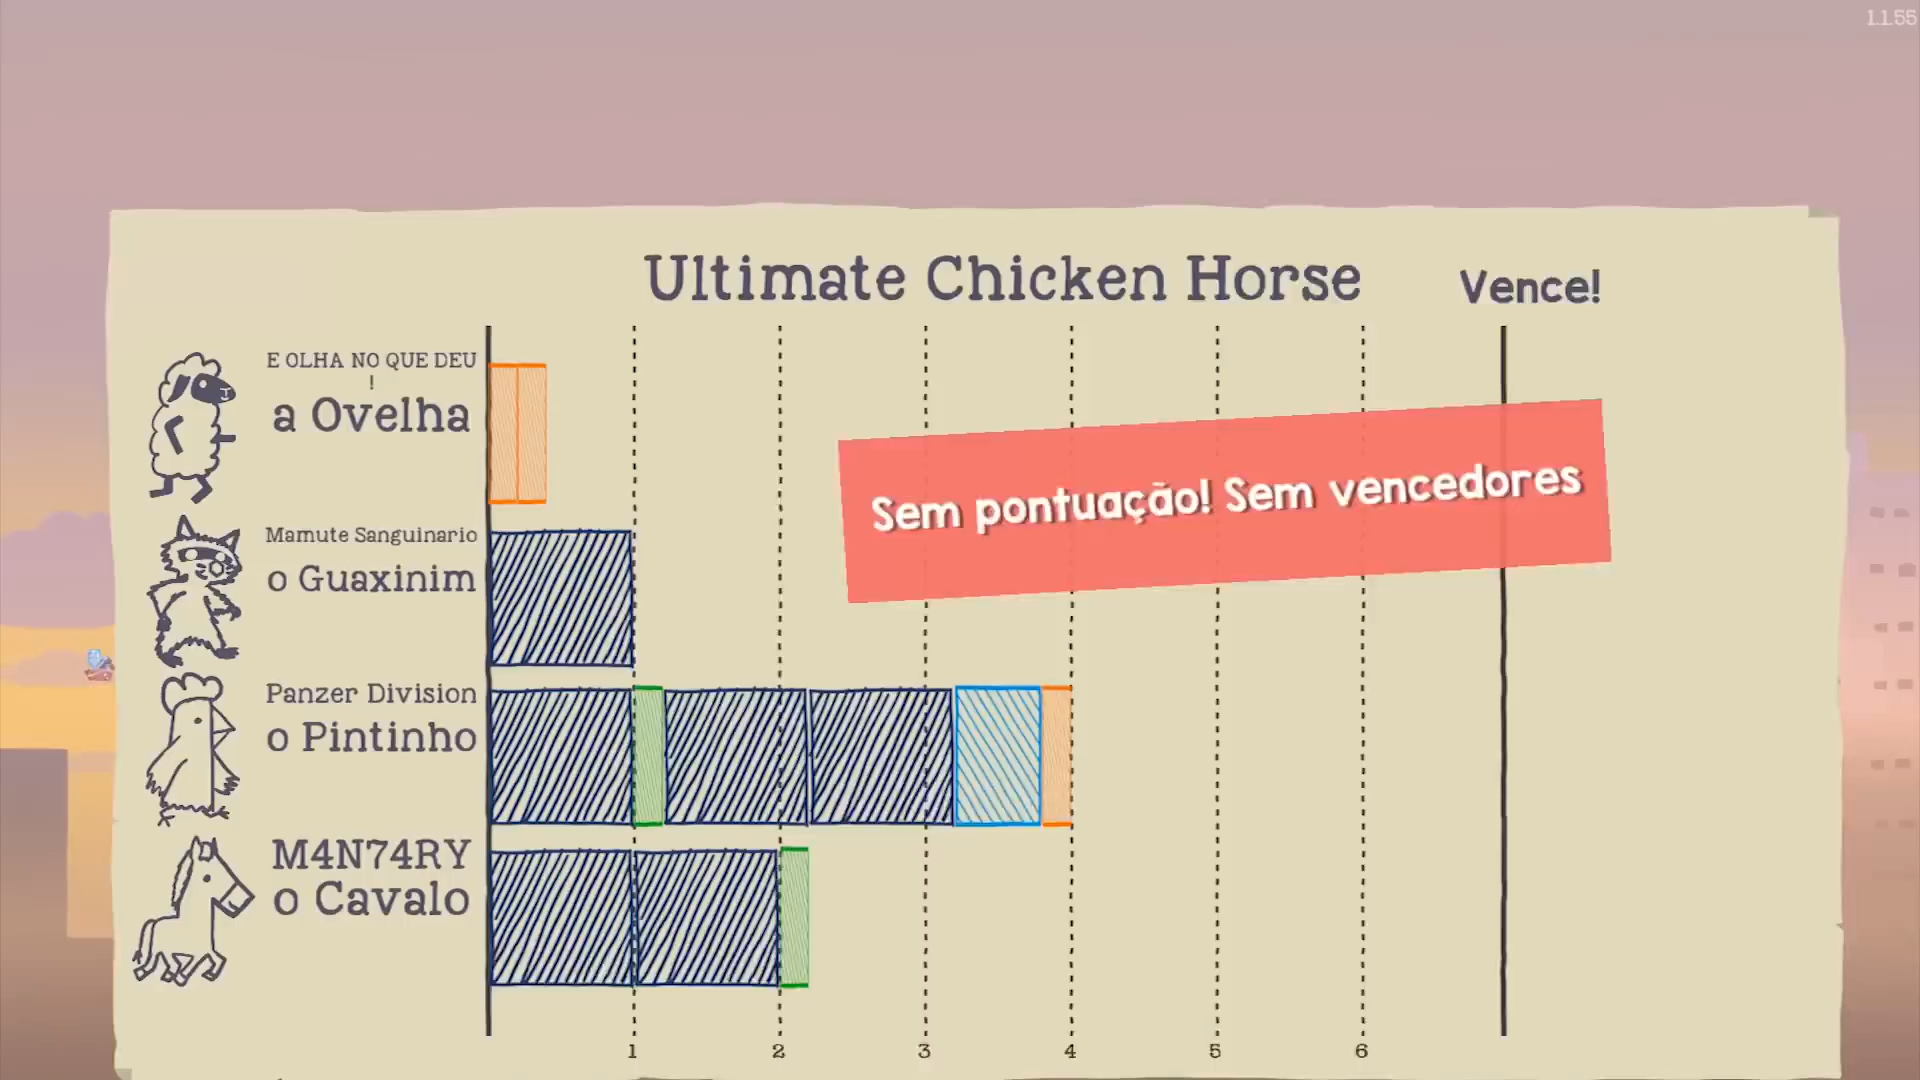 1.1.55
Ultimate Chicken Horse
Vence!
E OLHA NO QUE DEU
!
a Ovelha
Sem pontuação! Sem vencedores
Mamute Sanguinario
o Guaxinim
Panzer Division
o Pintinho
M4N74RY
o Cavalo
1 2 3 4 5 6